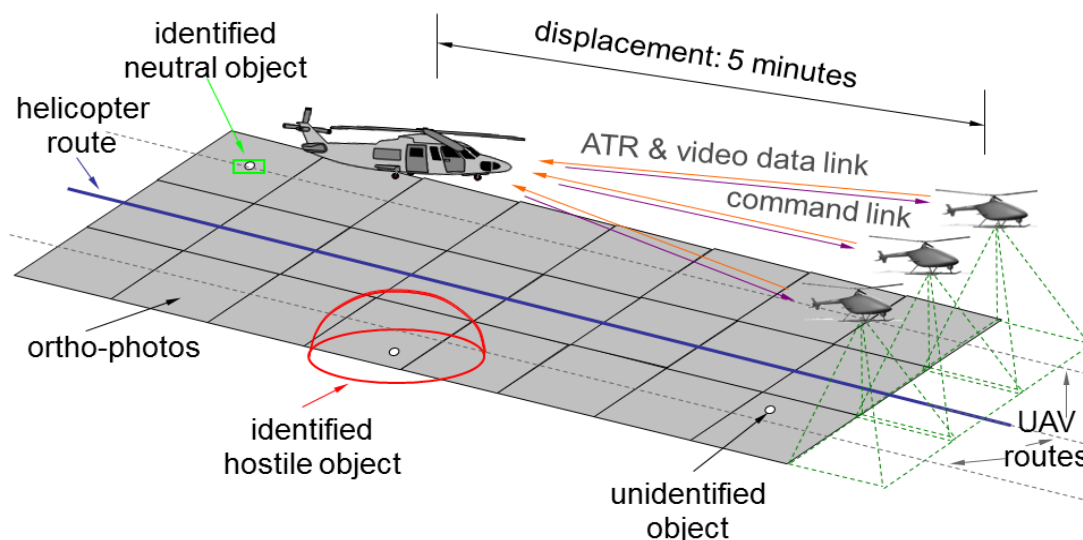 identified
neutral object
displacement: 5 minutes
helicopter
route
ATR & video data link
command link
ortho-photos
identified
hostile object
unidentified
object
UAV
routes